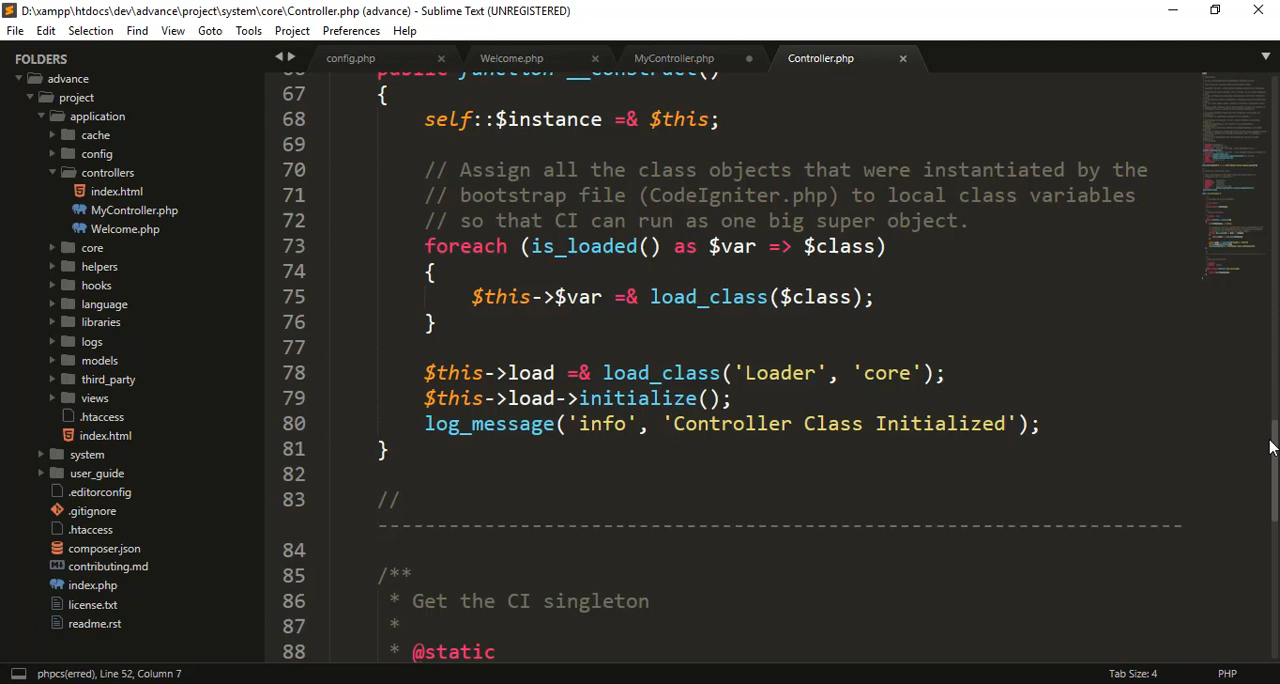 D:\xampp\htdocs\dev\advance\project\system\core\Controller.php (advance) - Sublime Text (UNREGISTERED)
File Edit Selection Find View Goto Tools Project Preferences Help
FOLDERS
advance
project
application
cache
config
controllers
index.html
MyController.php
Welcome.php
core
helpers
hooks
language
libraries
logs
models
third_party
views
.htaccess
index.html
system
user_guide
.editorconfig
.gitignore
.htaccess
composer.json
contributing.md
index.php
license.txt
readme.rst
config.php Welcome.php MyController.php Controller.php
66 public function __construct()
67 {
68 self::$instance =& $this;
69
70 // Assign all the class objects that were instantiated by the
71 // bootstrap file (CodeIgniter.php) to local class variables
72 // so that CI can run as one big super object.
73 foreach (is_loaded() as $var => $class)
74 {
75 $this->$var =& load_class($class);
76 }
77
78 $this->load =& load_class('Loader', 'core');
79 $this->load->initialize();
80 log_message('info', 'Controller Class Initialized');
81 }
82
83 //
--------------------------------------------------------------------
84
85 /**
86 * Get the CI singleton
87 *
88 * @static
phpcs(erred), Line 52, Column 7
Tab Size: 4 PHP